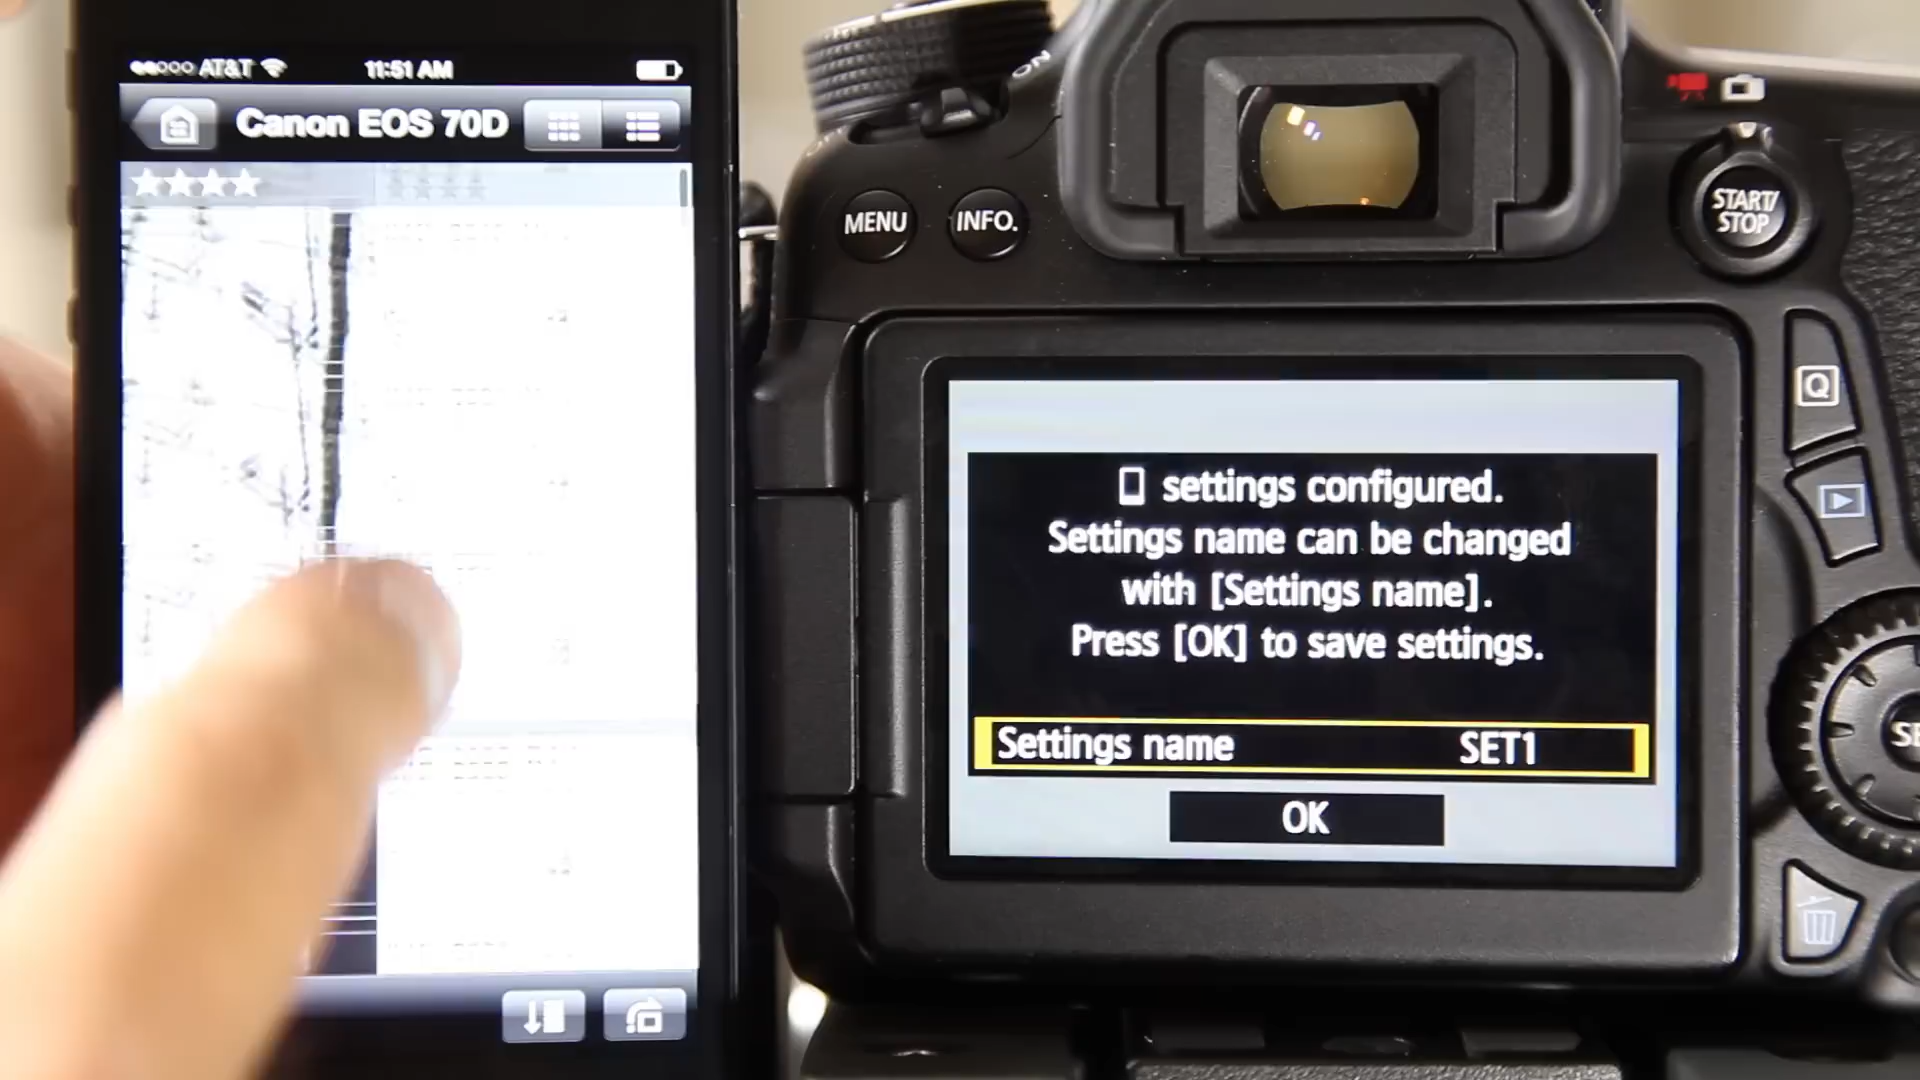 AT&T 11:51 AM
Canon EOS 70D
ON
MENU INFO.
START/
STOP
Q
settings configured.
Settings name can be changed
with [Settings name].
Press [OK] to save settings.
Settings name SET1
OK